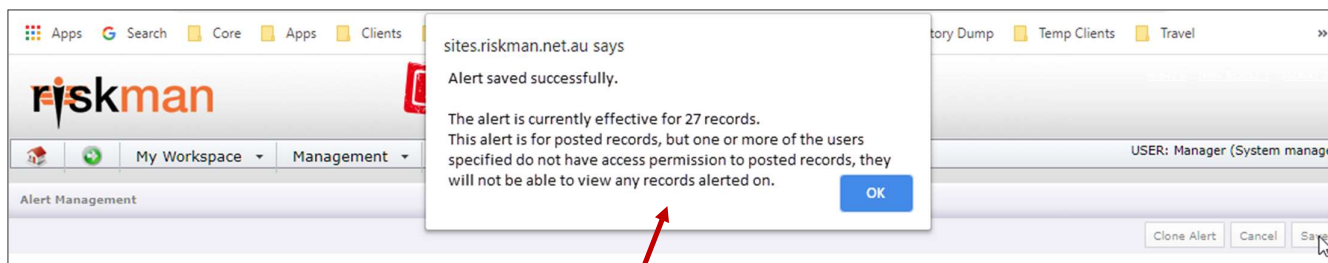 Apps Search Core Apps Clients tory Dump Temp Clients Travel »
sites.riskman.net.au says
Alert saved successfully.
The alert is currently effective for 27 records.
This alert is for posted records, but one or more of the users
specified do not have access permission to posted records, they
will not be able to view any records alerted on.
OK
riskman
My Workspace Management USER: Manager (System manage
Alert Management
Clone Alert Cancel Save